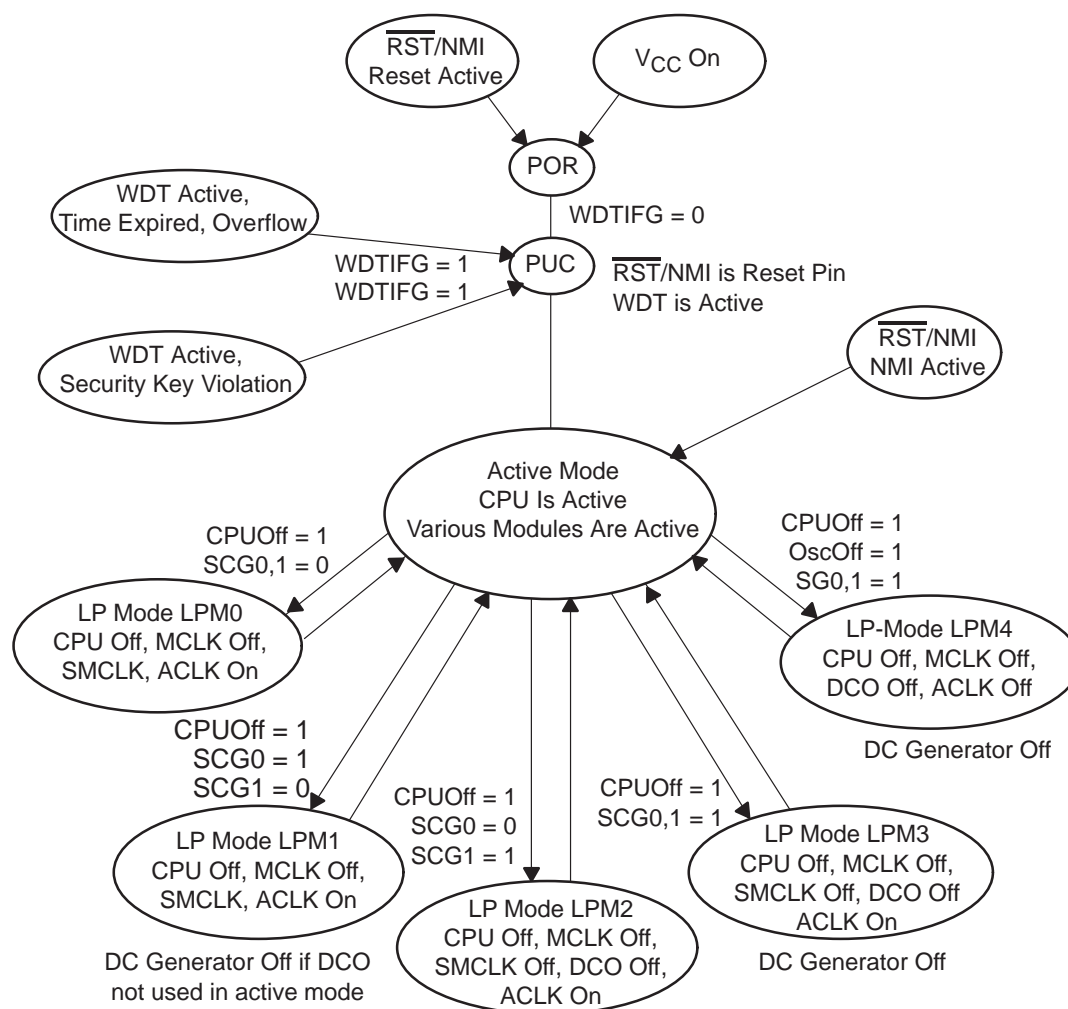 RST/NMI
Reset Active
VCC On
POR
WDTIFG = 0
WDT Active,
Time Expired, Overflow
WDTIFG = 1
WDTIFG = 1
PUC
RST/NMI is Reset Pin
WDT is Active
WDT Active,
Security Key Violation
RST/NMI
NMI Active
Active Mode
CPU Is Active
Various Modules Are Active
CPUOff = 1
SCG0,1 = 0
CPUOff = 1
OscOff = 1
SG0,1 = 1
LP Mode LPM0
CPU Off, MCLK Off,
SMCLK, ACLK On
LP-Mode LPM4
CPU Off, MCLK Off,
DCO Off, ACLK Off
DC Generator Off
CPUOff = 1
SCG0 = 1
SCG1 = 0
CPUOff = 1
SCG0 = 0
SCG1 = 1
CPUOff = 1
SCG0,1 = 1
LP Mode LPM1
CPU Off, MCLK Off,
SMCLK, ACLK On
DC Generator Off if DCO
not used in active mode
LP Mode LPM2
CPU Off, MCLK Off,
SMCLK Off, DCO Off,
ACLK On
LP Mode LPM3
CPU Off, MCLK Off,
SMCLK Off, DCO Off
ACLK On
DC Generator Off